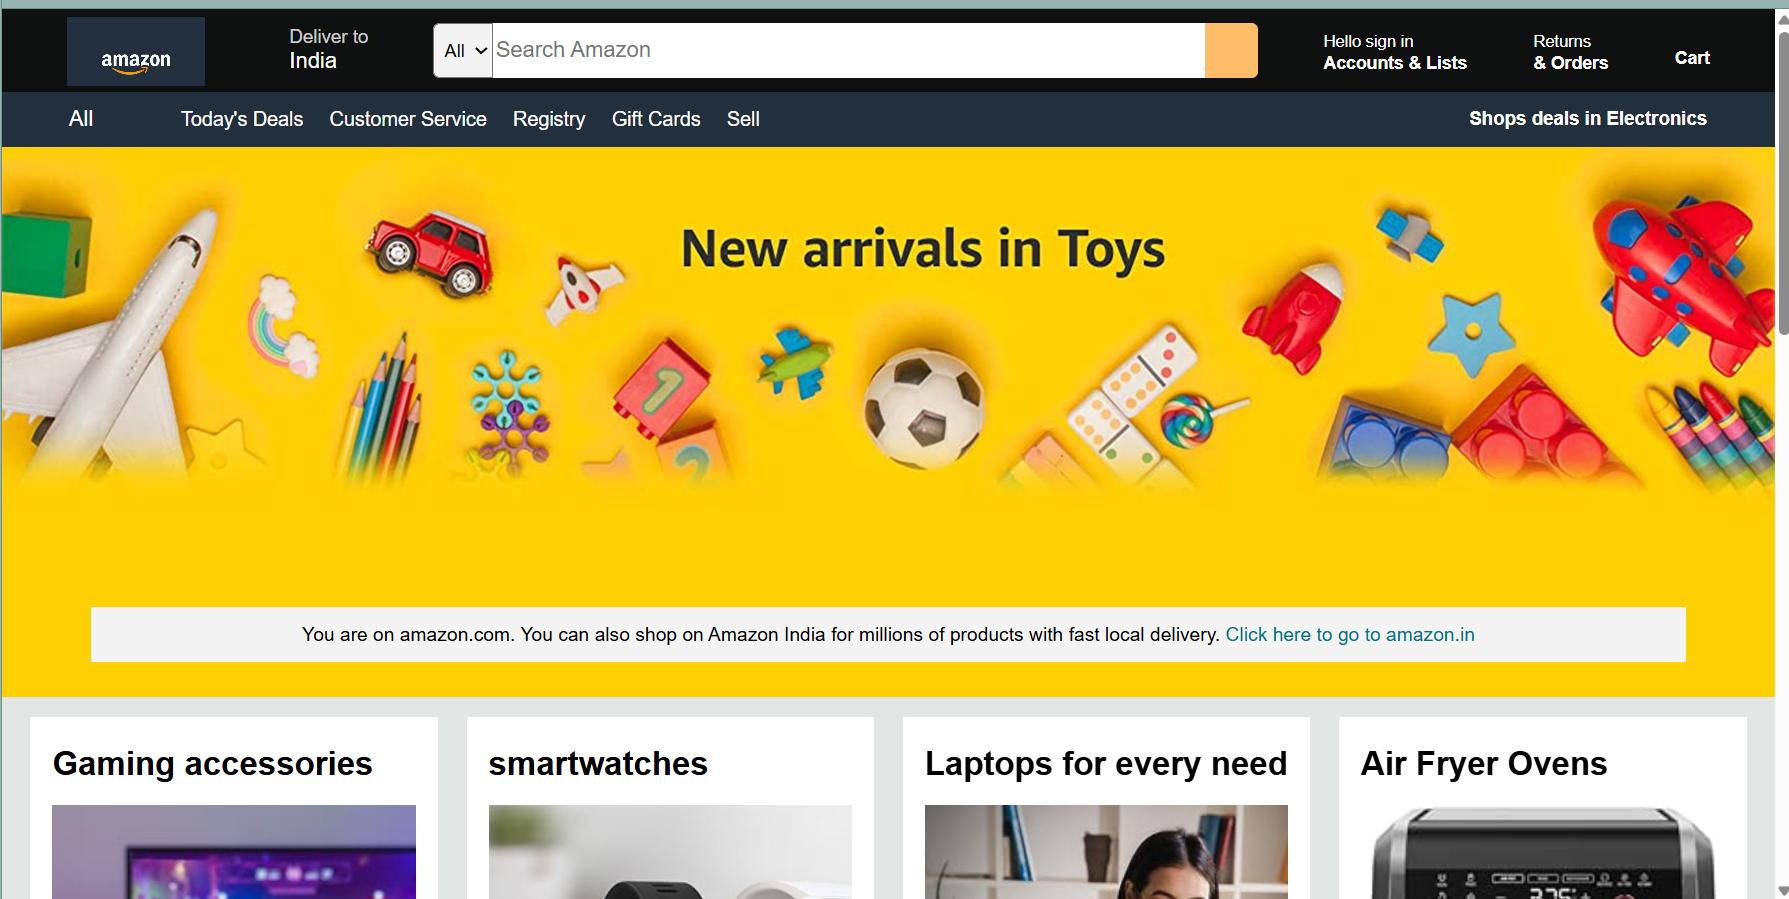 amazon
Deliver to
India
All
Search Amazon
Hello sign in
Accounts & Lists
Returns
& Orders
Cart
All
Today's Deals
Customer Service
Registry
Gift Cards
Sell
Shops deals in Electronics
New arrivals in Toys
1
2
You are on amazon.com. You can also shop on Amazon India for millions of products with fast local delivery. Click here to go to amazon.in
Gaming accessories
smartwatches
Laptops for every need
Air Fryer Ovens